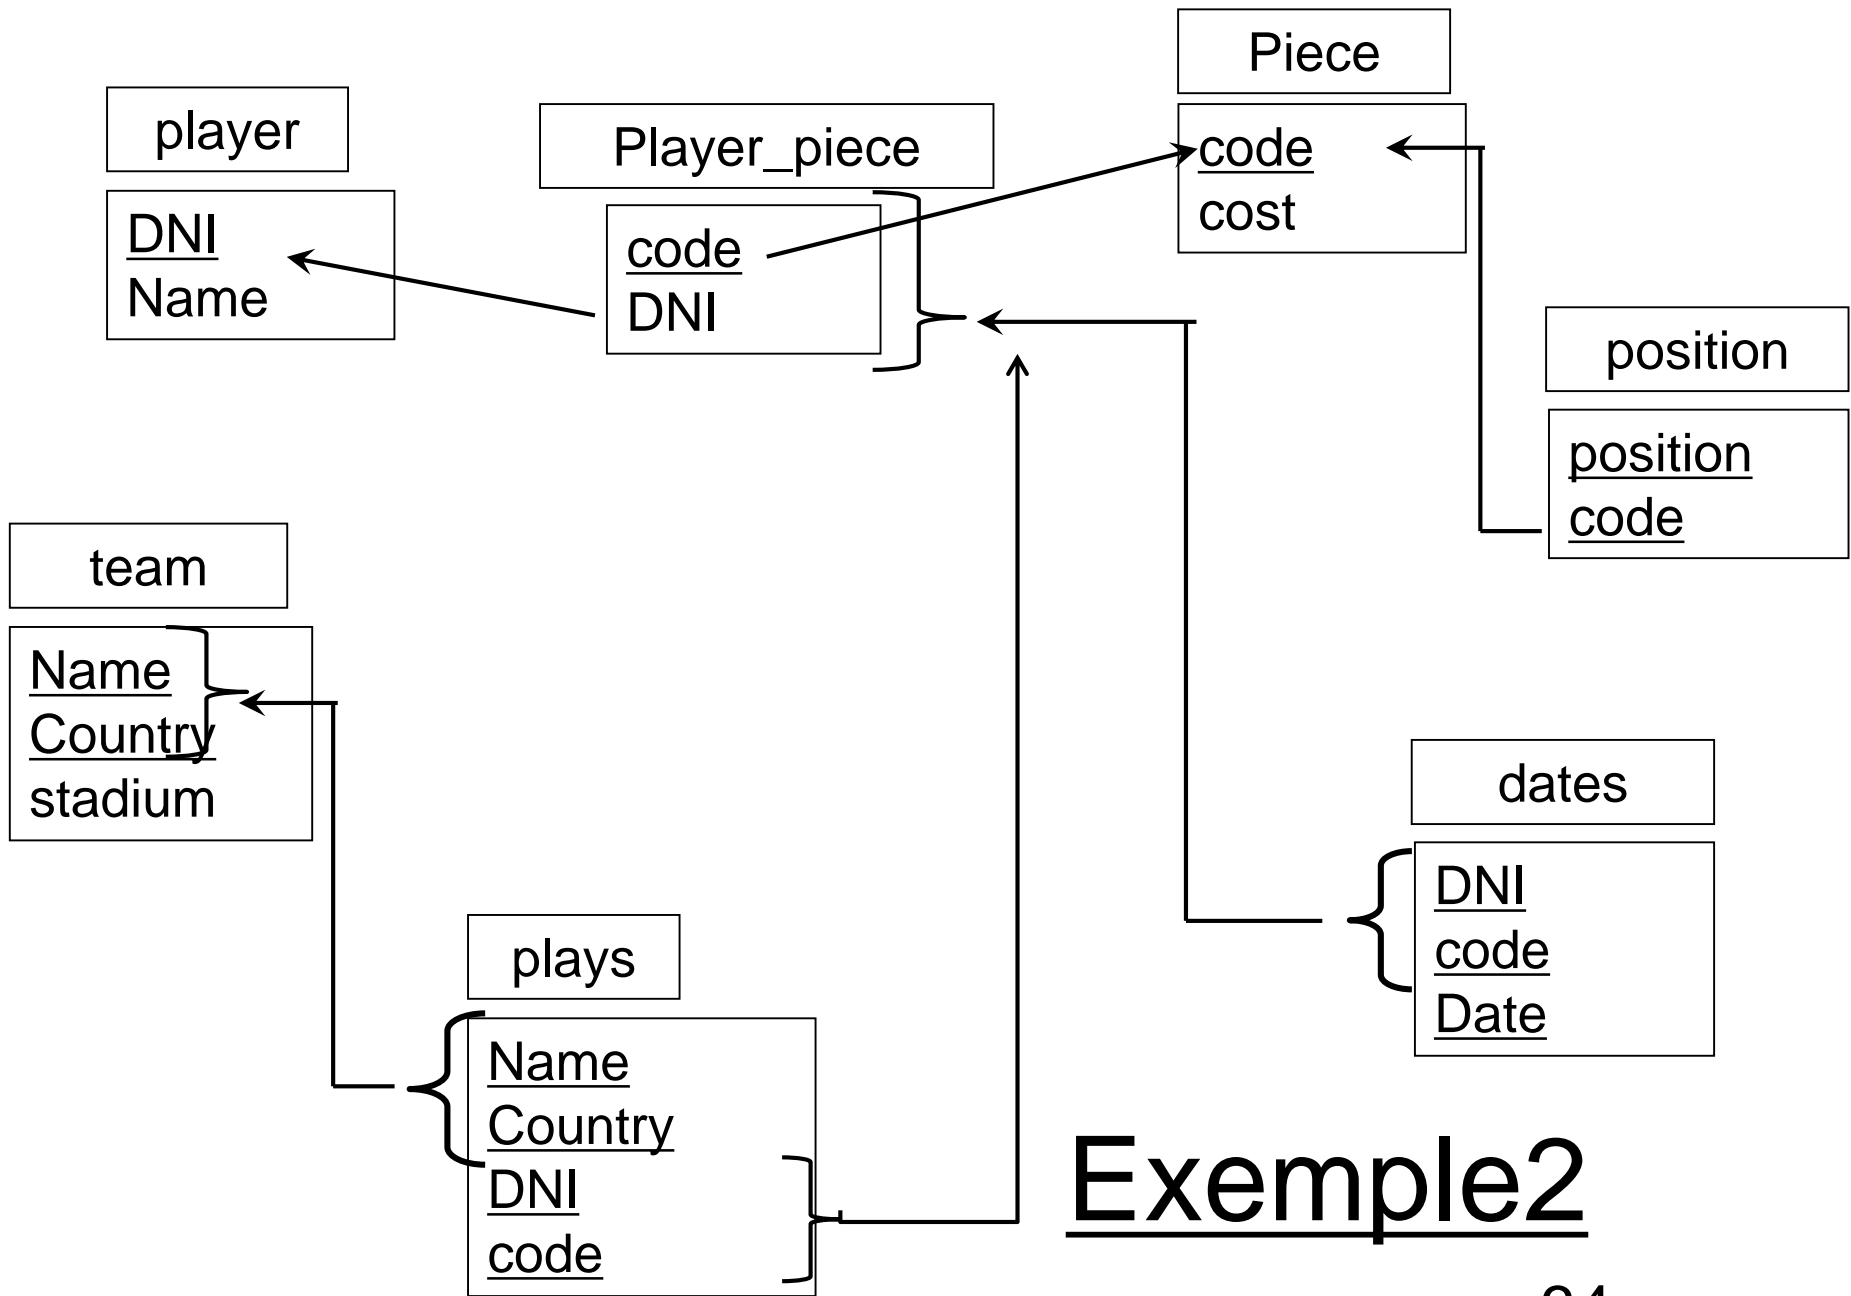 Piece
code
cost
player
DNI
Name
Player_piece
code
DNI
position
position
code
team
Name
Country
stadium
dates
DNI
code
Date
plays
Name
Country
DNI
code
Exemple2